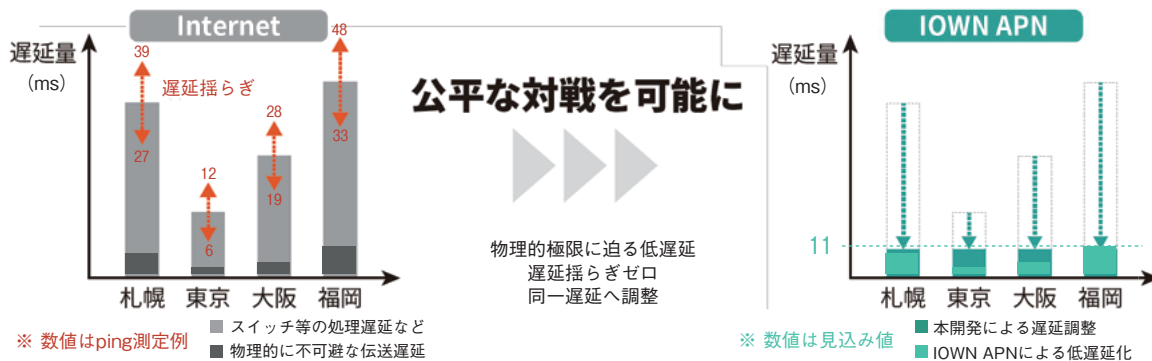 Internet
遅延量
(ms)
39
27
遅延揺らぎ
12
6
28
19
48
33
札幌 東京 大阪 福岡
※ 数値はping測定例
スイッチ等の処理遅延など
物理的に不可避な伝送遅延
公平な対戦を可能に
物理的極限に迫る低遅延
遅延揺らぎゼロ
同一遅延へ調整
IOWN APN
遅延量
(ms)
11
札幌 東京 大阪 福岡
※ 数値は見込み値
本開発による遅延調整
IOWN APNによる低遅延化